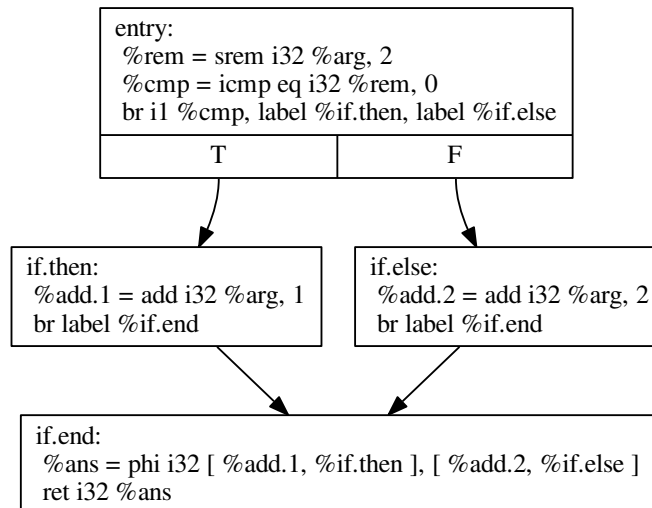 entry:
%rem = srem i32 %arg, 2
%cmp = icmp eq i32 %rem, 0
br i1 %cmp, label %if.then, label %if.else
T
F
if.then:
%add.1 = add i32 %arg, 1
br label %if.end
if.else:
%add.2 = add i32 %arg, 2
br label %if.end
if.end:
%ans = phi i32 [ %add.1, %if.then ], [ %add.2, %if.else ]
ret i32 %ans